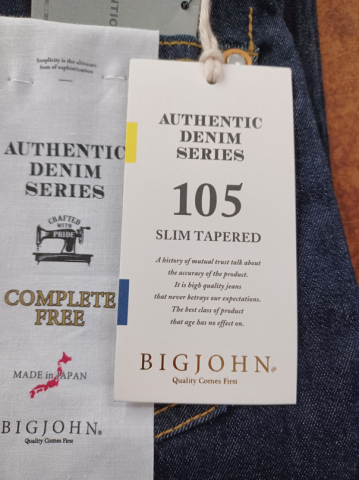 NTIC
Simplicity is the ultimate
form of sophistication
AUTHENTIC
DENIM
SERIES
CRAFTED
WITH
PRIDE
COMPLETE
FREE
MADE in JAPAN
BIGJOHN®
Quality Comes First
AUTHENTIC
DENIM
SERIES
105
SLIM TAPERED
A history of mutual trust talk about
the accuracy of the product.
It is high quality jeans
that never betrays our expectations.
The best class of product
that age has no effect on.
BIGJOHN®
Quality Comes First